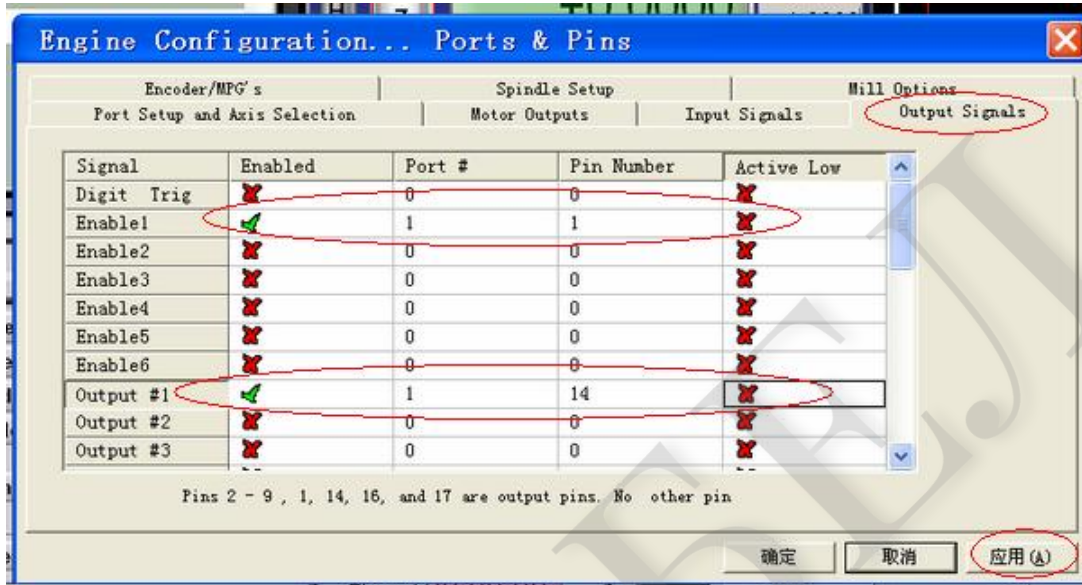 Engine Configuration... Ports & Pins
Encoder/MPG's Spindle Setup Mill Options
Port Setup and Axis Selection Motor Outputs Input Signals Output Signals
Signal Enabled Port # Pin Number Active Low
Digit Trig 0 0
Enable1 1 1
Enable2 0 0
Enable3 0 0
Enable4 0 0
Enable5 0 0
Enable6 0 0
Output #1 1 14
Output #2 0 0
Output #3 0 0
Pins 2 - 9 , 1, 14, 16, and 17 are output pins. No other pin
确定 取消 应用(A)